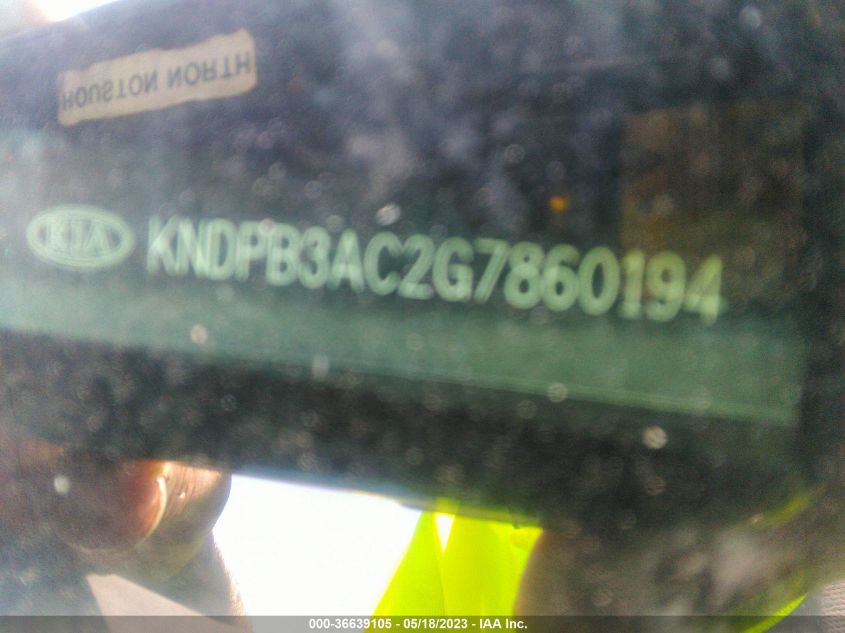 HOUSTON NORTH
KIA KNDPB3AC2G7860194
000-36639105 - 05/18/2023 - IAA Inc.